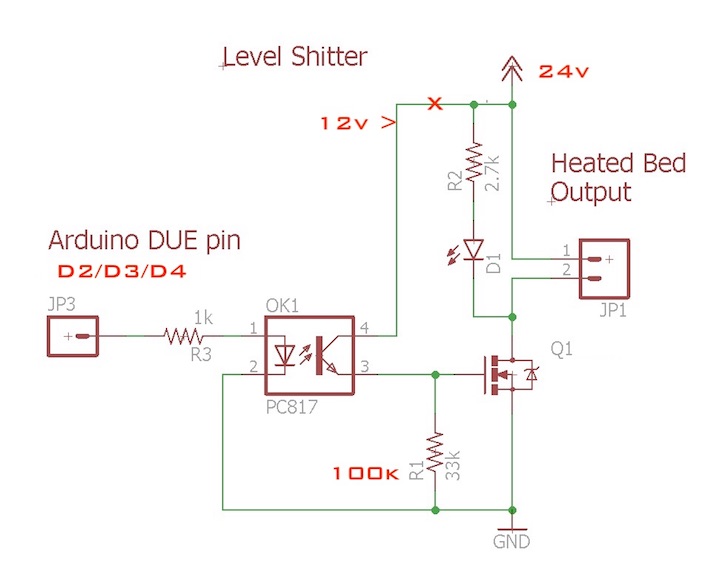 Level Shitter
24v
x
12v >
R2
2.7k
Heated Bed
Output
Arduino DUE pin
D2/D3/D4
D1
1 +
2
JP1
JP3
+
1k
R3
OK1
1
4
2
3
PC817
Q1
100k
R1
33k
GND